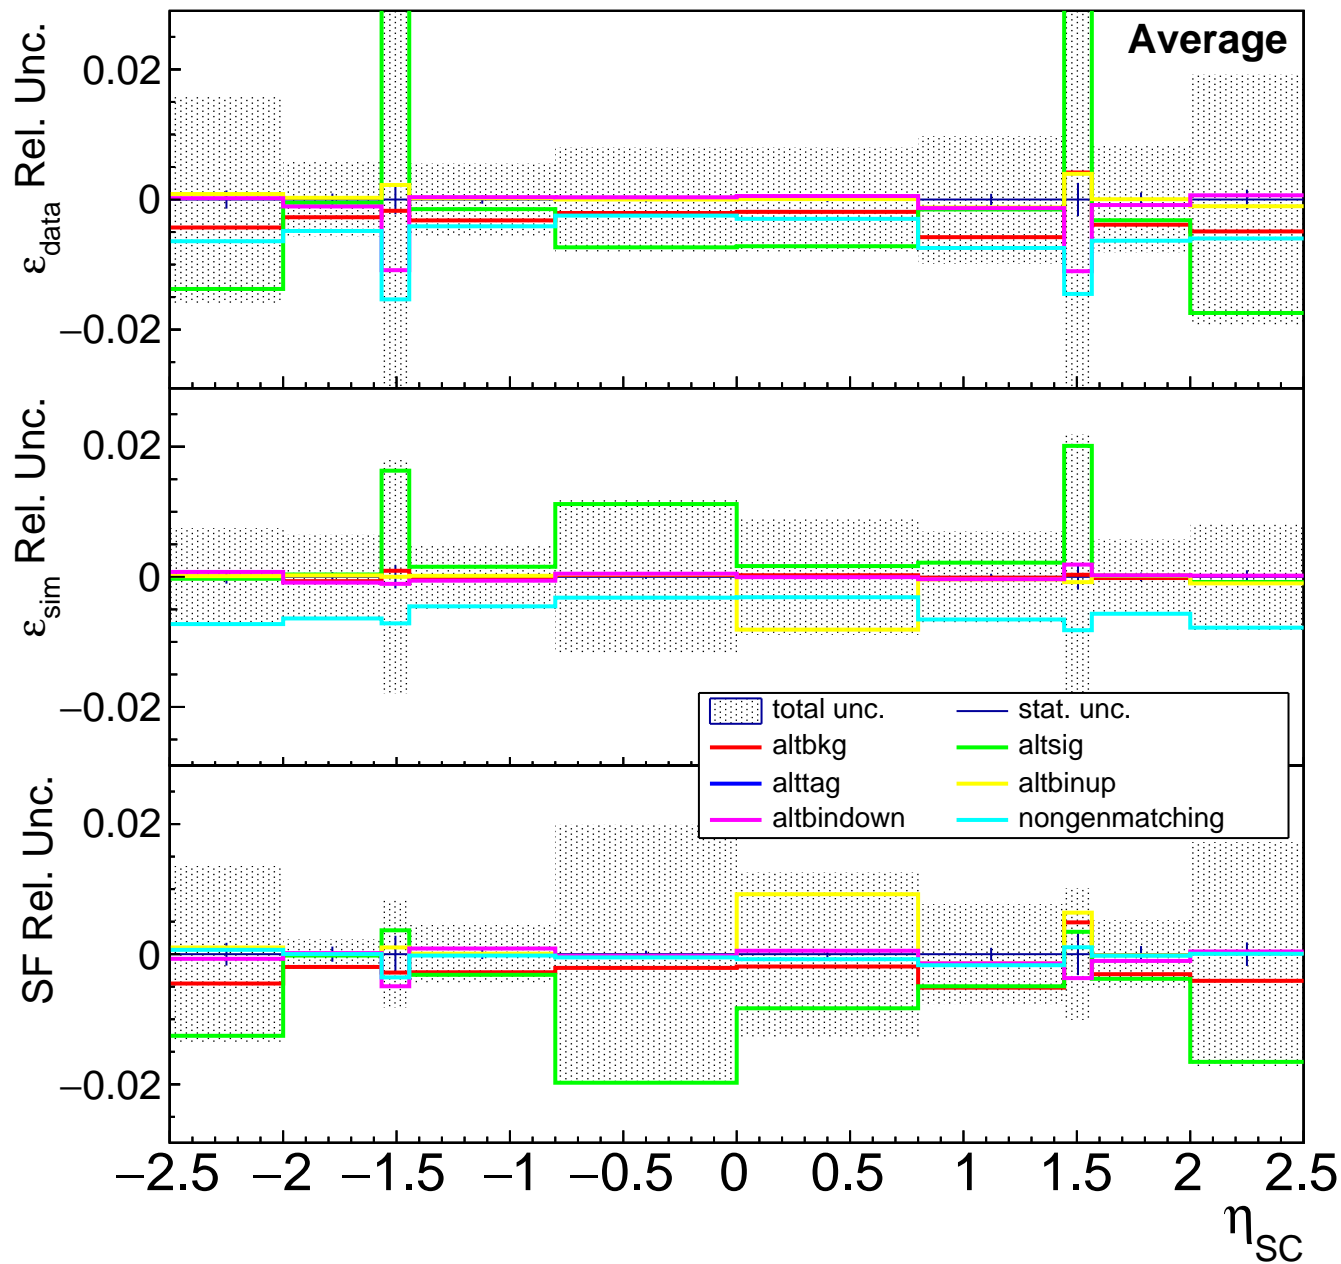 Average
ε_data Rel. Unc.
0.02
0
−0.02
ε_sim Rel. Unc.
0.02
0
−0.02
total unc. stat. unc.
altbkg altsig
alttag altbinup
altbindown nongenmatching
SF Rel. Unc.
0.02
0
−0.02
−2.5 −2 −1.5 −1 −0.5 0 0.5 1 1.5 2 2.5
η_SC